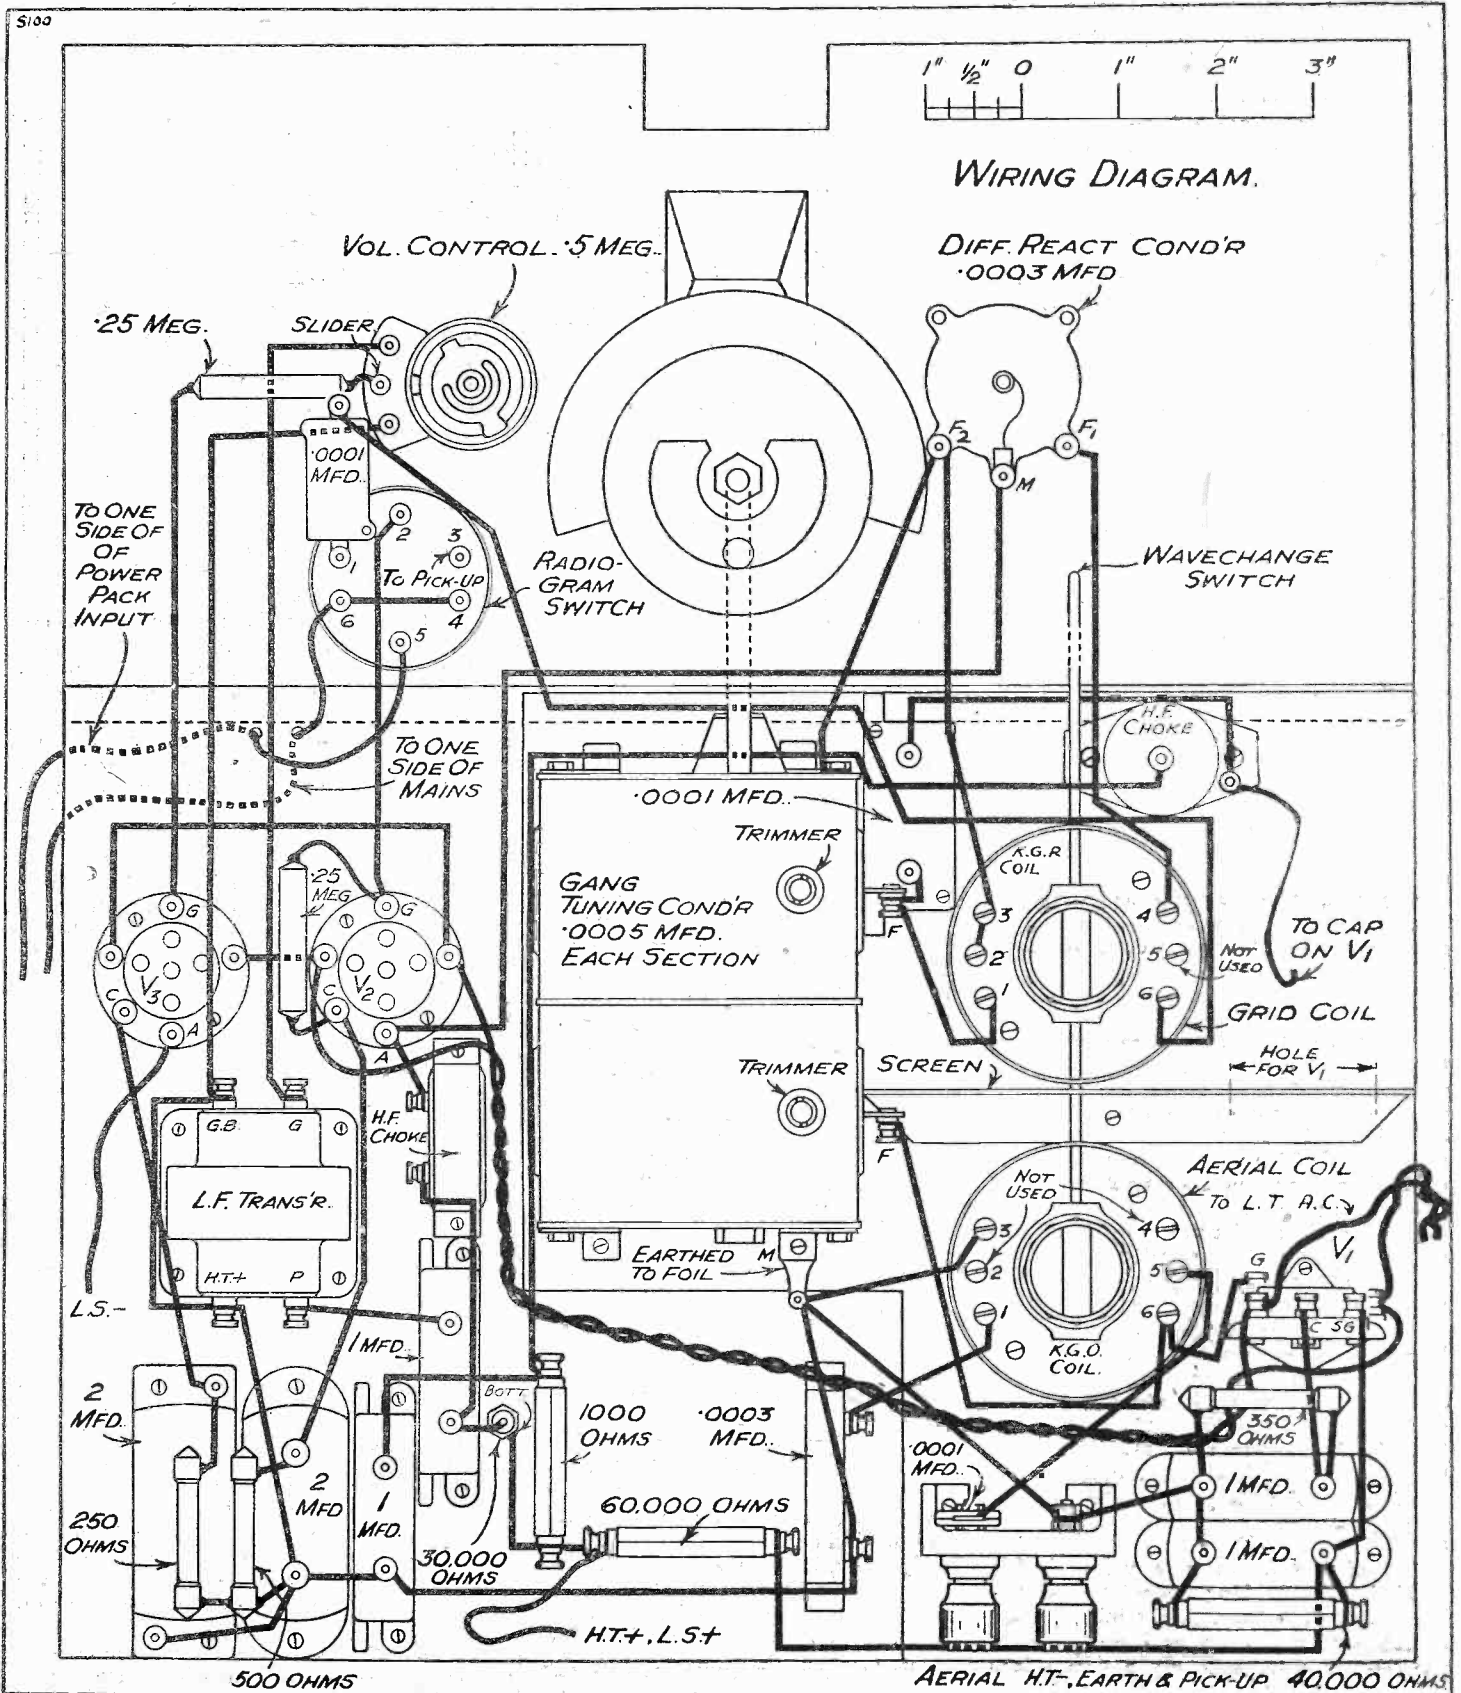 S100
1" ½" 0 1" 2" 3"
WIRING DIAGRAM.
VOL. CONTROL. ·5 MEG..
DIFF. REACT COND'R
·0003 MFD
·25 MEG.
SLIDER
F2
F1
M
·0001
MFD..
TO ONE
SIDE OF
OF
POWER
PACK
INPUT
2
3
1
TO PICK-UP
6
4
5
RADIO-
GRAM
SWITCH
WAVECHANGE
SWITCH
H.F.
CHOKE
TO ONE
SIDE OF
MAINS
·0001 MFD..
TRIMMER
K.G.R
COIL
·25
MEG
GANG
TUNING COND'R
·0005 MFD.
EACH SECTION
G
G
F
3
4
2
5
NOT
USED
TO CAP
ON V1
1
6
V3
V2
C
C
A
A
GRID COIL
SCREEN
HOLE
FOR V1
TRIMMER
G.B.
G
H.F.
CHOKE
F
L.F. TRANS'R.
NOT
USED
AERIAL COIL
TO L.T A.C.
3
4
V1
H.T.+
P
EARTHED
TO FOIL
M
2
5
G
L.S.-
1
6
C
SG
1 MFD..
K.G.O.
COIL.
2
MFD..
BOTT.
1000
OHMS
·0003
MFD..
350
OHMS
·0001
MFD..
2
MFD
1
MFD.
1 MFD.
60.000 OHMS
250
OHMS
30,000
OHMS
1 MFD.
H.T.+, L.S+
500 OHMS
AERIAL H.T-, EARTH & PICK-UP 40,000 OHMS